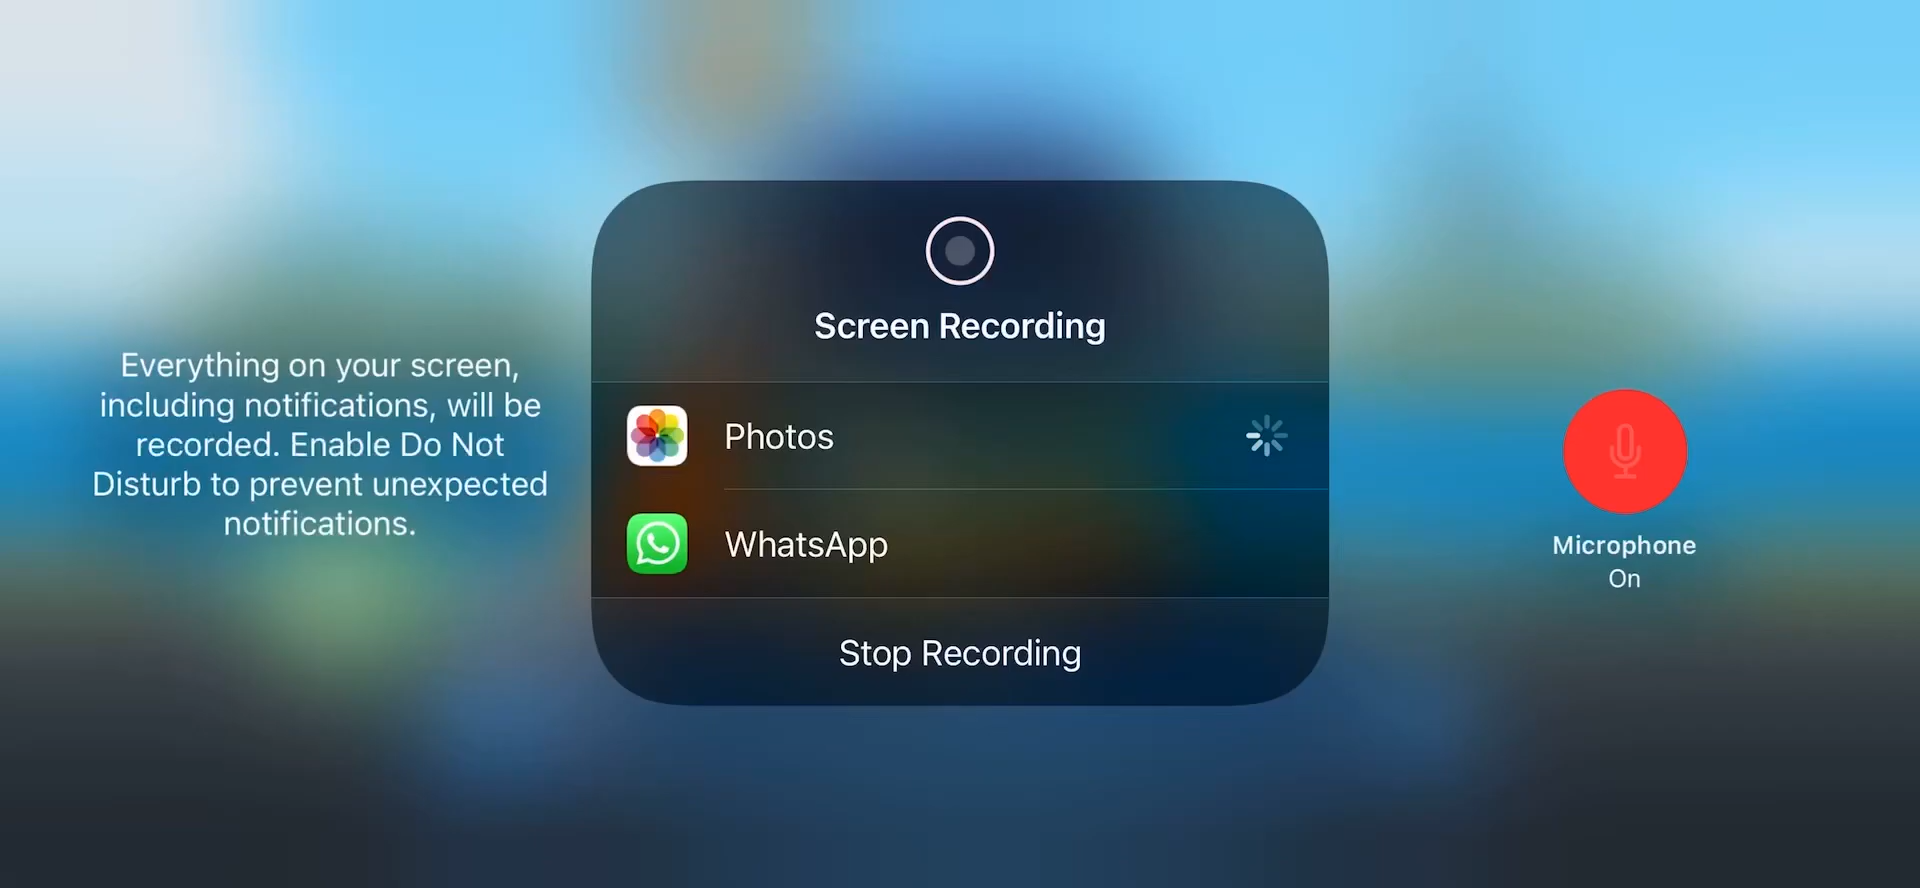 Everything on your screen,
including notifications, will be
recorded. Enable Do Not
Disturb to prevent unexpected
notifications.
Screen Recording
Photos
WhatsApp
Stop Recording
Microphone
On